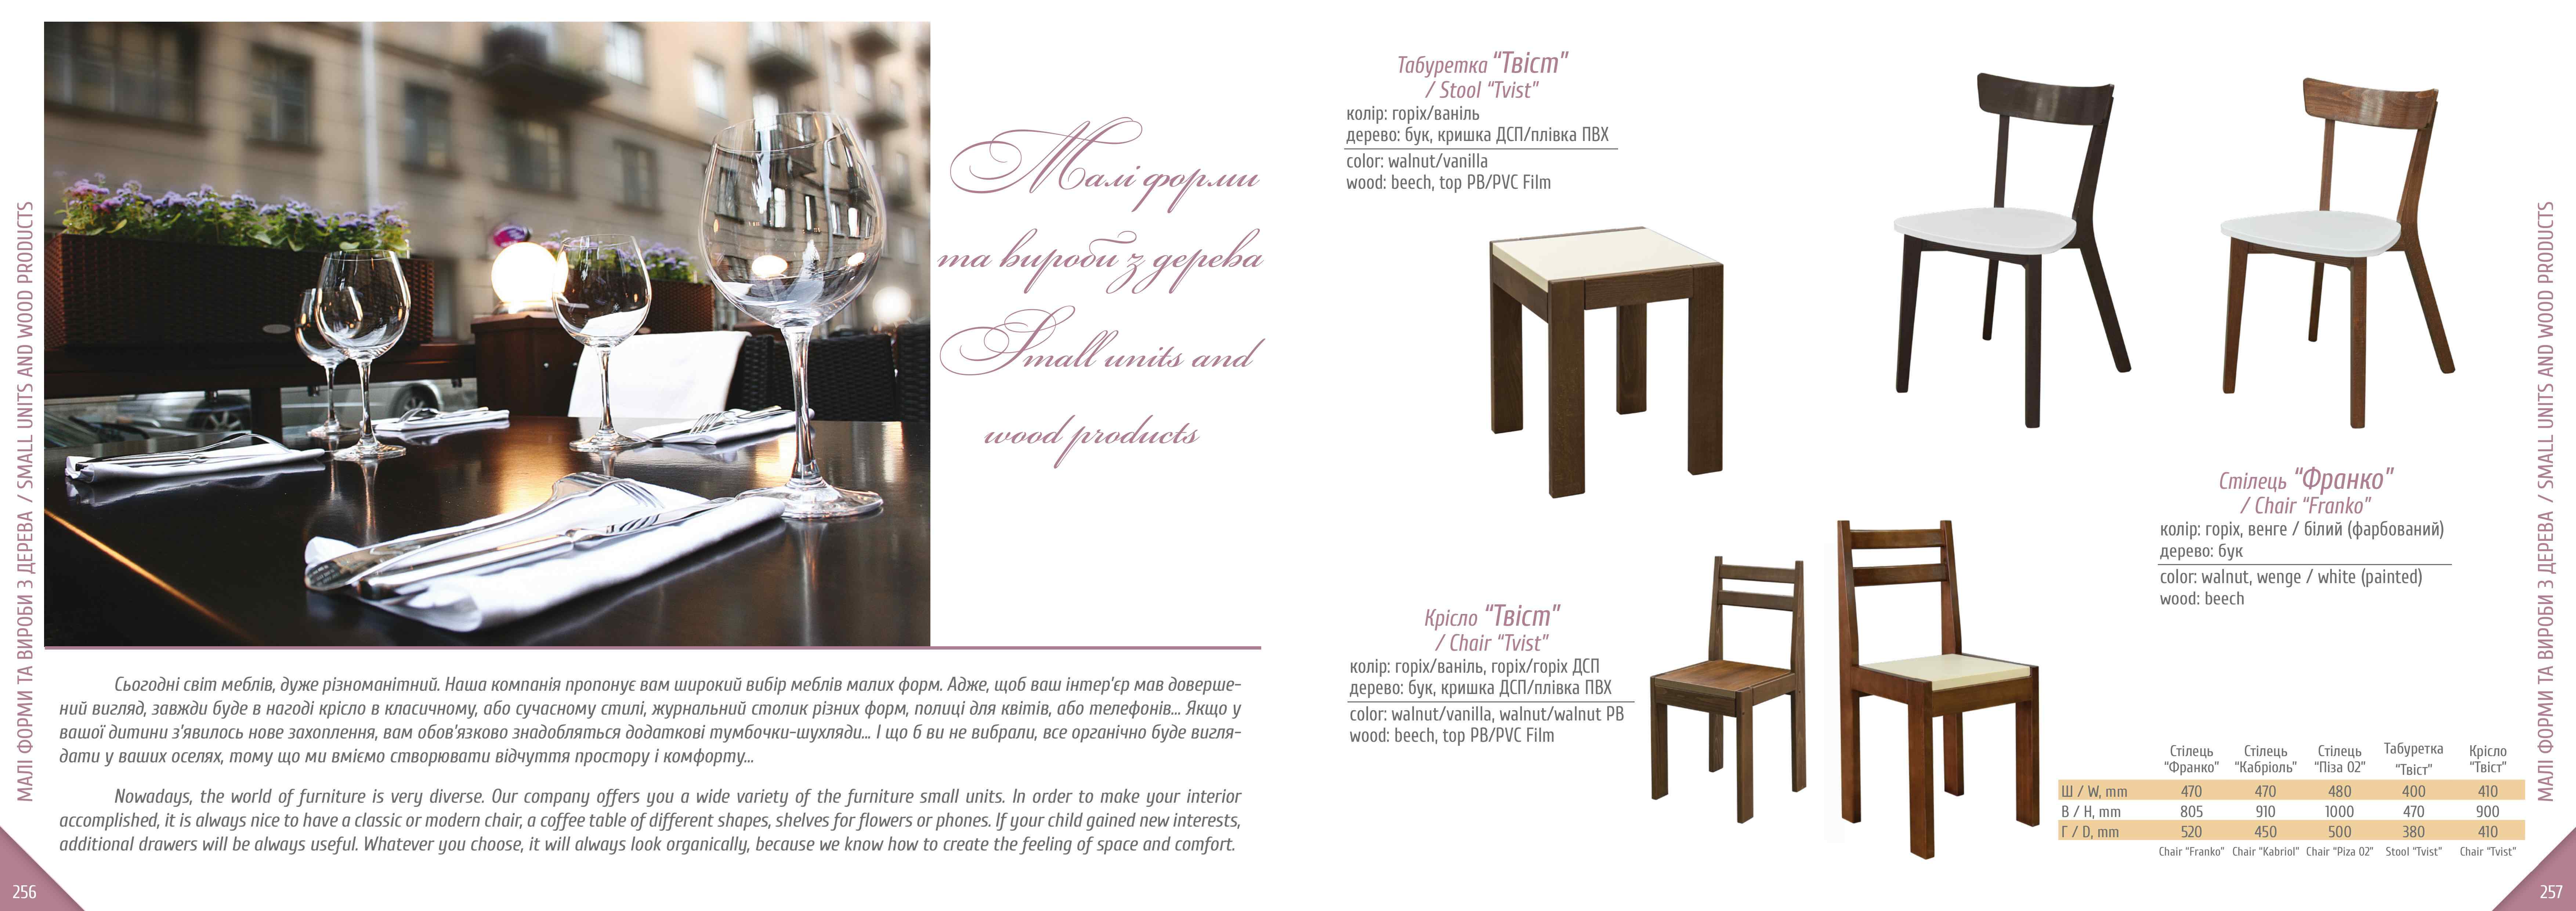 МАЛІ ФОРМИ ТА ВИРОБИ З ДЕРЕВА / SMALL UNITS AND WOOD PRODUCTS
Малі форми
та вироби з дерева
Small units and
wood products
Сьогодні світ меблів, дуже різноманітний. Наша компанія пропонує вам широкий вибір меблів малих форм. Адже, щоб ваш інтер'єр мав доверше-
ний вигляд, завжди буде в нагоді крісло в класичному, або сучасному стилі, журнальний столик різних форм, полиці для квітів, або телефонів... Якщо у
вашої дитини з'явилось нове захоплення, вам обов'язково знадобляться додаткові тумбочки-шухляди... І що б ви не вибрали, все органічно буде вигля-
дати у ваших оселях, тому що ми вміємо створювати відчуття простору і комфорту...
Nowadays, the world of furniture is very diverse. Our company offers you a wide variety of the furniture small units. In order to make your interior
accomplished, it is always nice to have a classic or modern chair, a coffee table of different shapes, shelves for flowers or phones. If your child gained new interests,
additional drawers will be always useful. Whatever you choose, it will always look organically, because we know how to create the feeling of space and comfort.
256
Табуретка “Твіст”
/ Stool “Tvist”
колір: горіх/ваніль
дерево: бук, кришка ДСП/плівка ПВХ
color: walnut/vanilla
wood: beech, top PB/PVC Film
Стілець “Франко”
/ Chair “Franko”
колір: горіх, венге / білий (фарбований)
дерево: бук
color: walnut, wenge / white (painted)
wood: beech
Крісло “Твіст”
/ Chair “Tvist”
колір: горіх/ваніль, горіх/горіх ДСП
дерево: бук, кришка ДСП/плівка ПВХ
color: walnut/vanilla, walnut/walnut PB
wood: beech, top PB/PVC Film
Стілець Стілець Стілець Табуретка Крісло
“Франко” “Кабріоль” “Піза 02” “Твіст” “Твіст”
Ш / W, mm 470 470 480 400 410
В / H, mm 805 910 1000 470 900
Г / D, mm 520 450 500 380 410
Chair “Franko” Chair “Kabriol” Chair “Piza 02” Stool “Tvist” Chair “Tvist”
МАЛІ ФОРМИ ТА ВИРОБИ З ДЕРЕВА / SMALL UNITS AND WOOD PRODUCTS
257